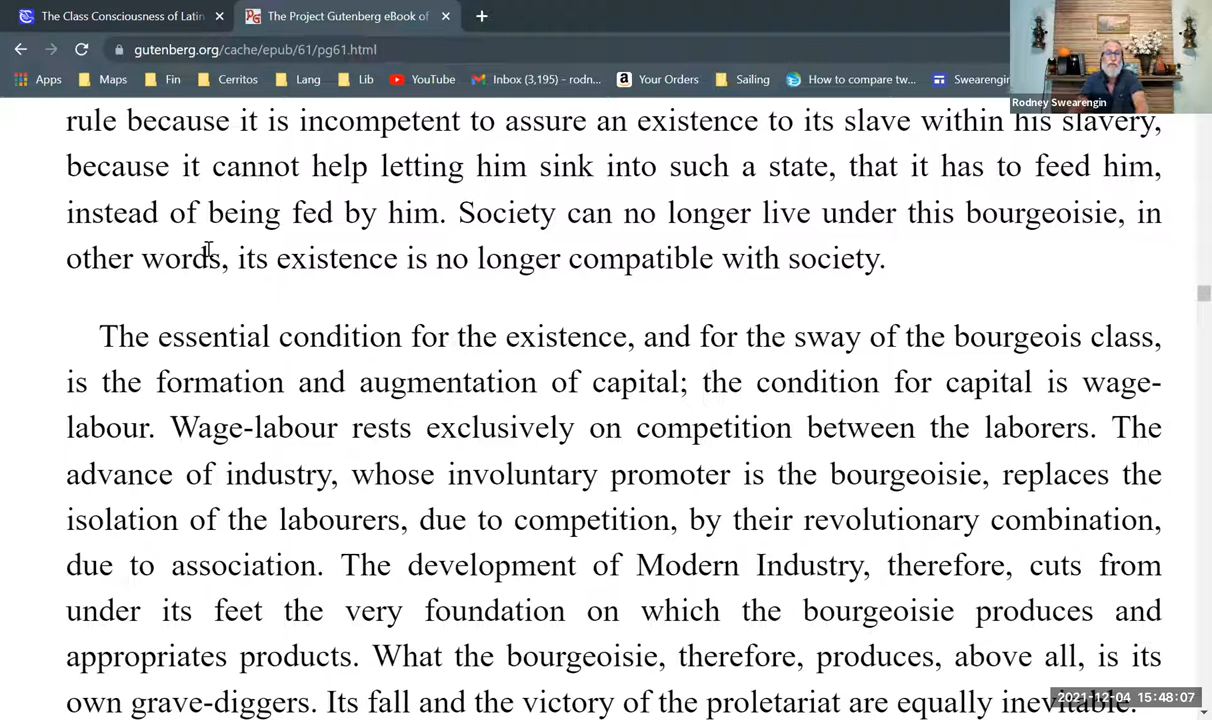 The Class Consciousness of Latin
The Project Gutenberg eBook of
gutenberg.org/cache/epub/61/pg61.html
Apps Maps Fin Cerritos Lang Lib YouTube Inbox (3,195) - rodn... Your Orders Sailing How to compare tw... Swearengin
Rodney Swearengin
rule because it is incompetent to assure an existence to its slave within his slavery,
because it cannot help letting him sink into such a state, that it has to feed him,
instead of being fed by him. Society can no longer live under this bourgeoisie, in
other words, its existence is no longer compatible with society.
The essential condition for the existence, and for the sway of the bourgeois class,
is the formation and augmentation of capital; the condition for capital is wage-
labour. Wage-labour rests exclusively on competition between the laborers. The
advance of industry, whose involuntary promoter is the bourgeoisie, replaces the
isolation of the labourers, due to competition, by their revolutionary combination,
due to association. The development of Modern Industry, therefore, cuts from
under its feet the very foundation on which the bourgeoisie produces and
appropriates products. What the bourgeoisie, therefore, produces, above all, is its
own grave-diggers. Its fall and the victory of the proletariat are equally inevitable.
2021-12-04 15:48:07